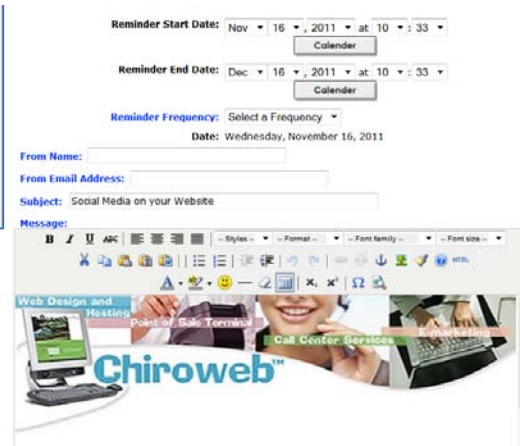 Reminder Start Date: Nov 16 , 2011 at 10 : 33
Calender
Reminder End Date: Dec 16 , 2011 at 10 : 33
Calender
Reminder Frequency: Select a Frequency
Date: Wednesday, November 16, 2011
From Name:
From Email Address:
Subject: Social Media on your Website
Message:
B I U ABC -- Styles -- -- Format -- -- Font family -- -- Font size --
HTML
A x₂ x² Ω
Web Design and
Hosting
Point of Sale Terminal
Call Center Services
E-marketing
Chiroweb™